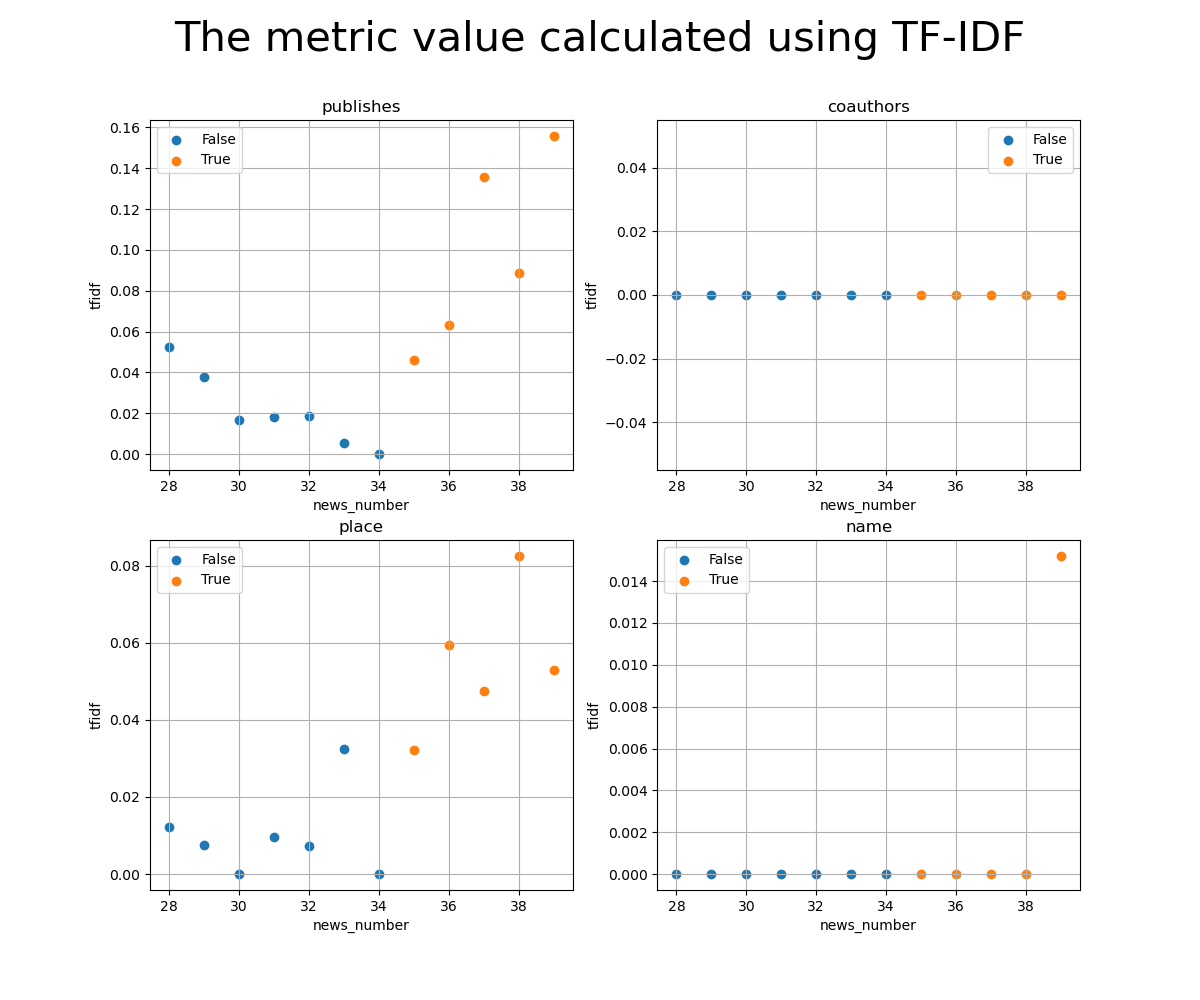 The metric value calculated using TF-IDF
publishes
False
True
0.16
0.14
0.12
0.10
0.08
0.06
0.04
0.02
0.00
tfidf
28 30 32 34 36 38
news_number
coauthors
False
True
0.04
0.02
0.00
−0.02
−0.04
tfidf
28 30 32 34 36 38
news_number
place
False
True
0.08
0.06
0.04
0.02
0.00
tfidf
28 30 32 34 36 38
news_number
name
False
True
0.014
0.012
0.010
0.008
0.006
0.004
0.002
0.000
tfidf
28 30 32 34 36 38
news_number